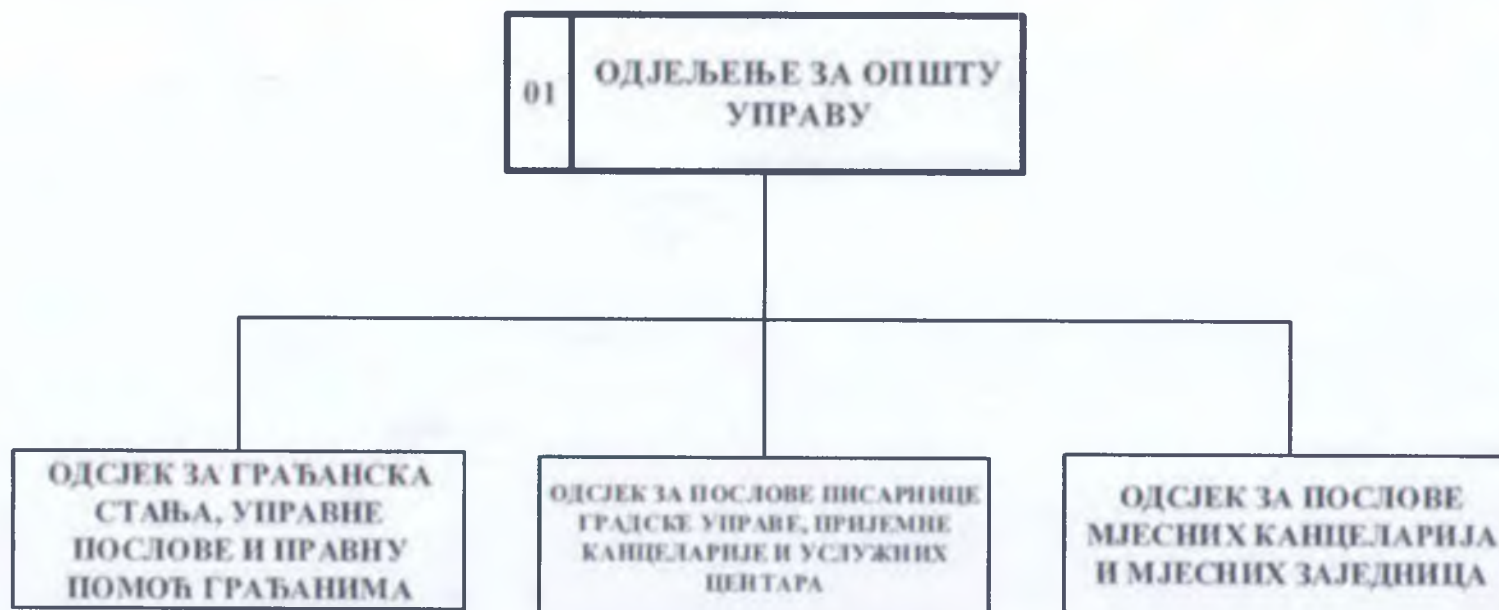 01
ОДЈЕЉЕЊЕ ЗА ОПШТУ
УПРАВУ
ОДСЈЕК ЗА ГРАЂАНСКА
СТАЊА, УПРАВНЕ
ПОСЛОВЕ И ПРАВНУ
ПОМОЋ ГРАЂАНИМА
ОДСЈЕК ЗА ПОСЛОВЕ ПИСАРНИЦЕ
ГРАДСКЕ УПРАВЕ, ПРИЈЕМНЕ
КАНЦЕЛАРИЈЕ И УСЛУЖНИХ
ЦЕНТАРА
ОДСЈЕК ЗА ПОСЛОВЕ
МЈЕСНИХ КАНЦЕЛАРИЈА
И МЈЕСНИХ ЗАЈЕДНИЦА